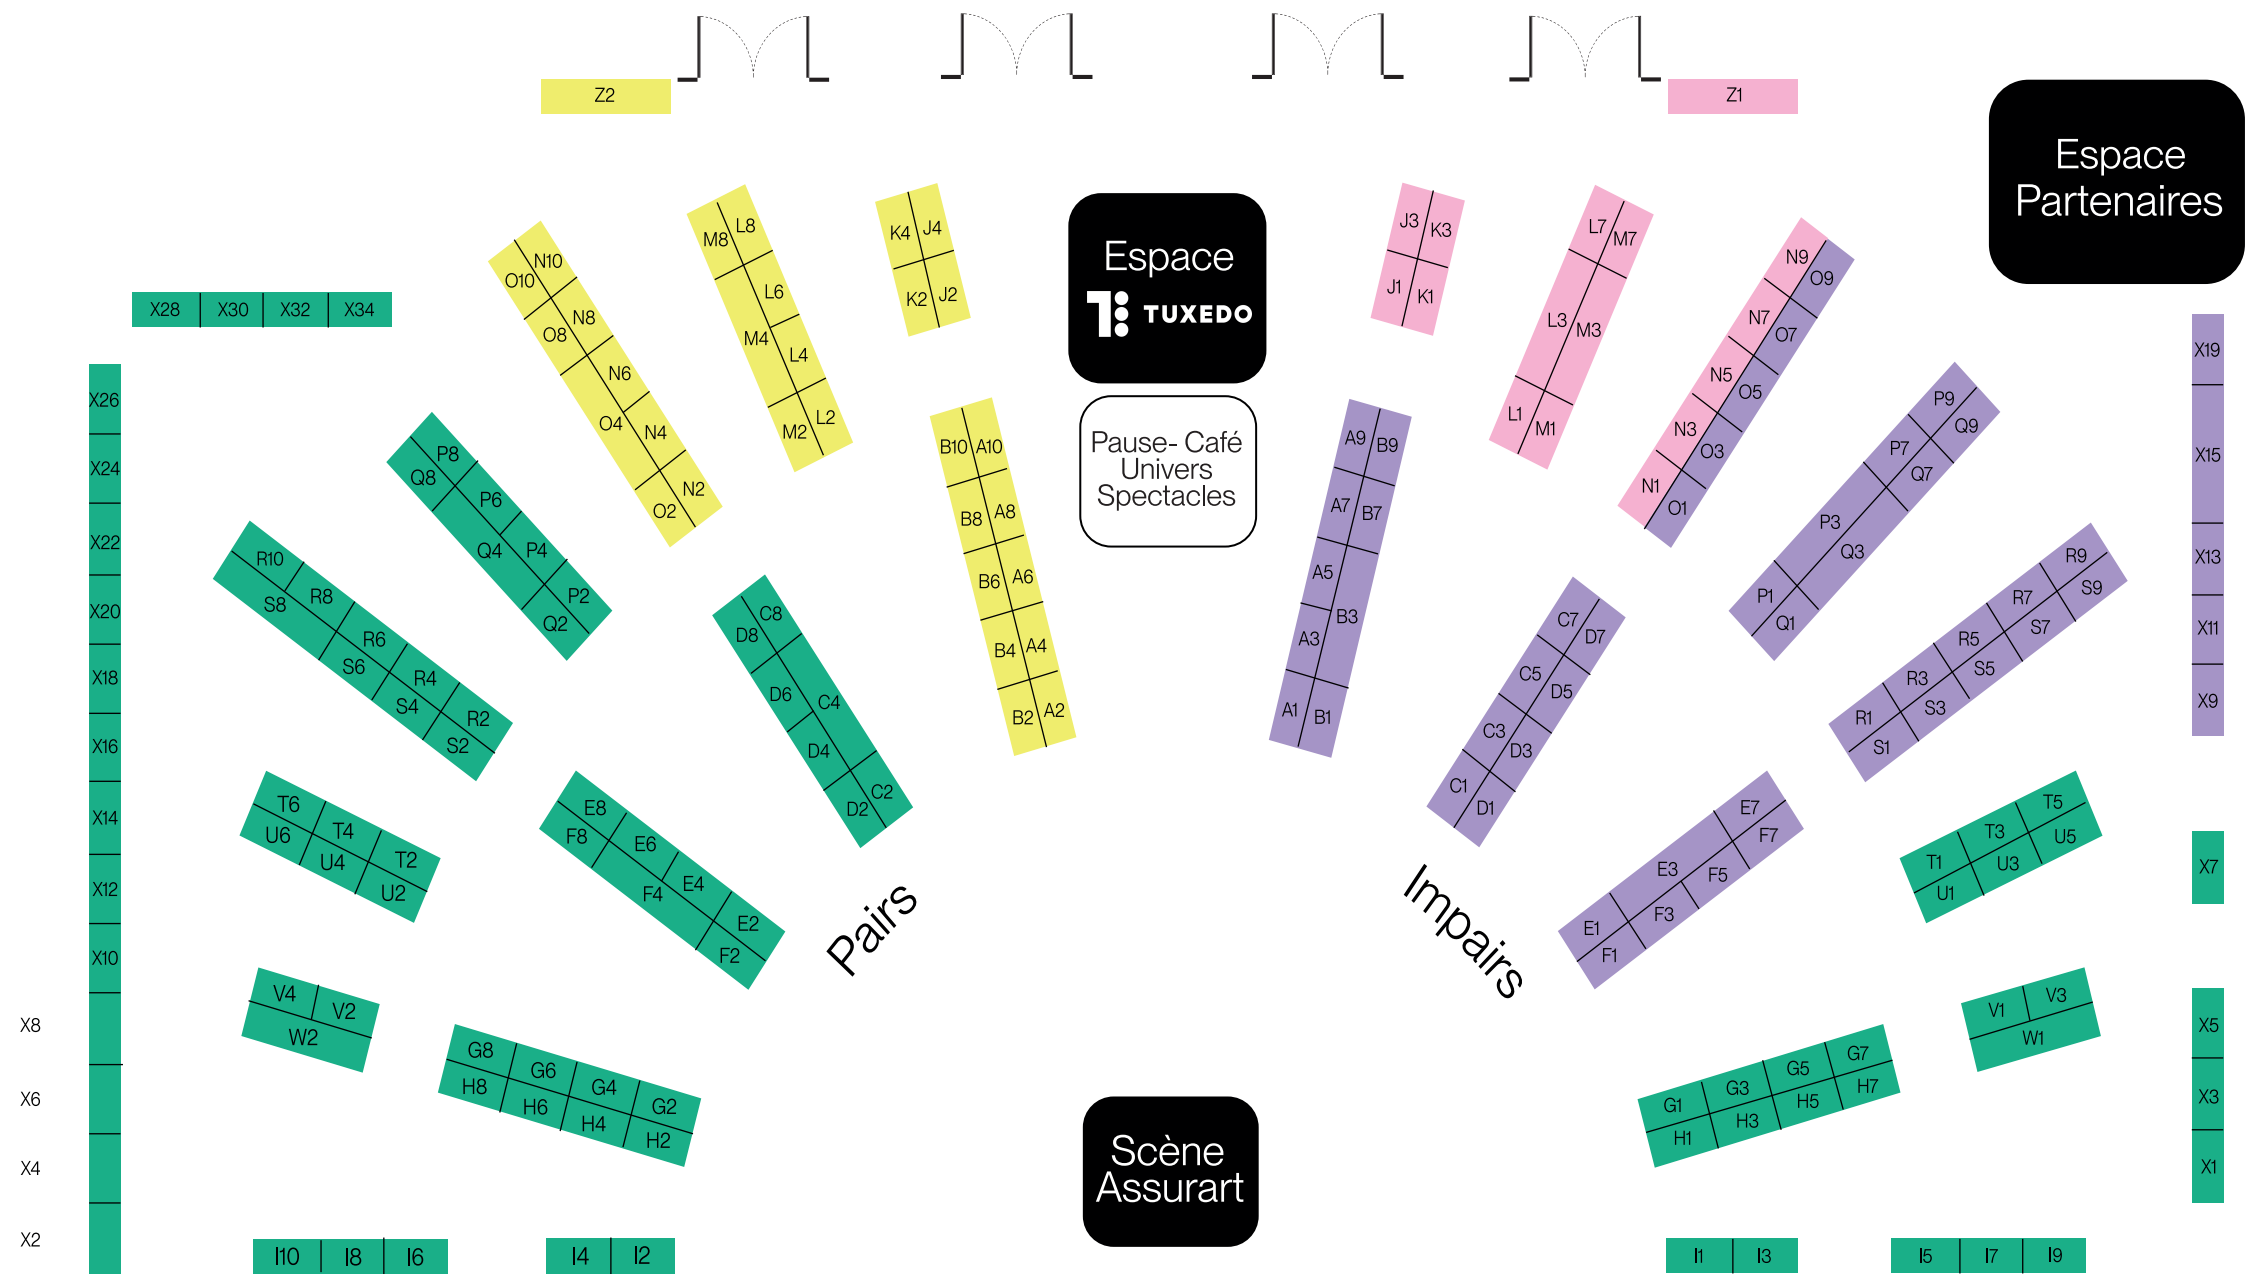 Z2
Z1
Espace
Partenaires
Espace
TUXEDO
Pause- Café
Univers
Spectacles
K4
J4
K2
J2
J3
K3
J1
K1
M8
L8
L6
M4
L4
M2
L2
L7
M7
L3
M3
L1
M1
N10
O10
N8
O8
N6
O4
N4
N2
O2
N9
O9
N7
O7
N5
O5
N3
O3
N1
O1
X28
X30
X32
X34
X26
X24
X22
X20
X18
X16
X14
X12
X10
X8
X6
X4
X2
P8
Q8
P6
Q4
P4
P2
Q2
B10
A10
B8
A8
B6
A6
B4
A4
B2
A2
A9
B9
A7
B7
A5
B3
A3
A1
B1
P9
Q9
P7
Q7
P3
Q3
P1
Q1
X19
X15
X13
X11
X9
X7
X5
X3
X1
R10
S8
R8
R6
S6
R4
S4
R2
S2
C8
D8
D6
C4
D4
C2
D2
C7
D7
C5
D5
C3
D3
C1
D1
R9
S9
R7
S7
R5
S5
R3
S3
R1
S1
T6
U6
T4
U4
T2
U2
E8
F8
E6
F4
E4
E2
F2
Pairs
Impairs
E7
F7
E3
F5
F3
E1
F1
T5
U5
T3
U3
T1
U1
V4
V2
W2
G8
H8
G6
H6
G4
H4
G2
H2
V1
V3
W1
G7
H7
G5
H5
G3
H3
G1
H1
Scène
Assurart
I10
I8
I6
I4
I2
I1
I3
I5
I7
I9